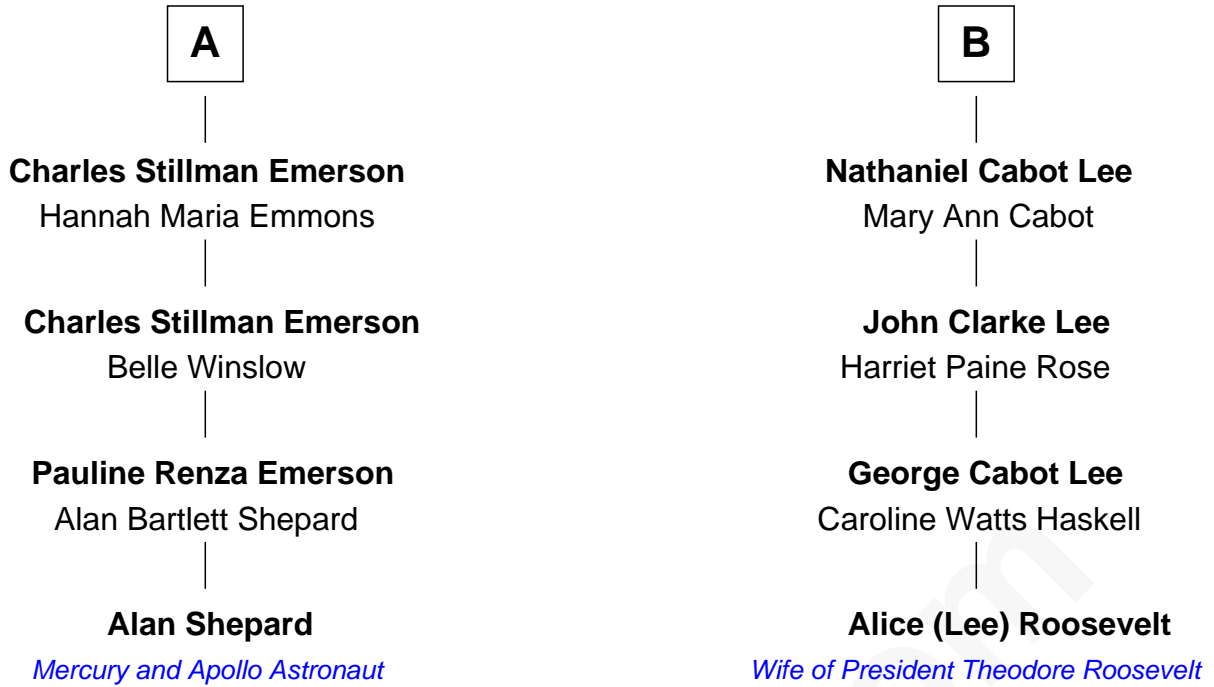 A
Charles Stillman Emerson
Hannah Maria Emmons
Charles Stillman Emerson
Belle Winslow
Pauline Renza Emerson
Alan Bartlett Shepard
Alan Shepard
Mercury and Apollo Astronaut
B
Nathaniel Cabot Lee
Mary Ann Cabot
John Clarke Lee
Harriet Paine Rose
George Cabot Lee
Caroline Watts Haskell
Alice (Lee) Roosevelt
Wife of President Theodore Roosevelt